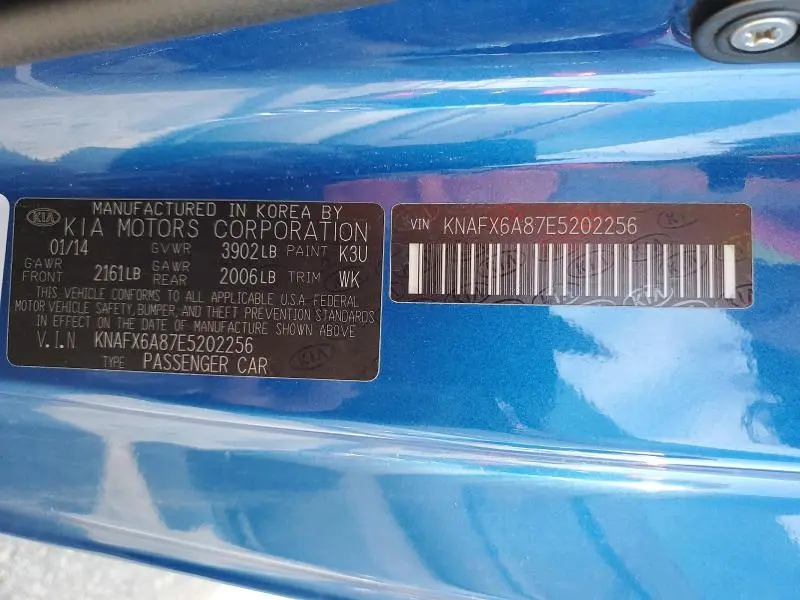 KIA
MANUFACTURED IN KOREA BY
KIA MOTORS CORPORATION
01/14 GVWR 3902LB PAINT K3U
GAWR FRONT 2161LB GAWR REAR 2006LB TRIM WK
THIS VEHICLE CONFORMS TO ALL APPLICABLE U.S.A. FEDERAL
MOTOR VEHICLE SAFETY, BUMPER, AND THEFT PREVENTION STANDARDS
IN EFFECT ON THE DATE OF MANUFACTURE SHOWN ABOVE
V.I.N KNAFX6A87E5202256
TYPE PASSENGER CAR
KIA
VIN KNAFX6A87E5202256
KIA